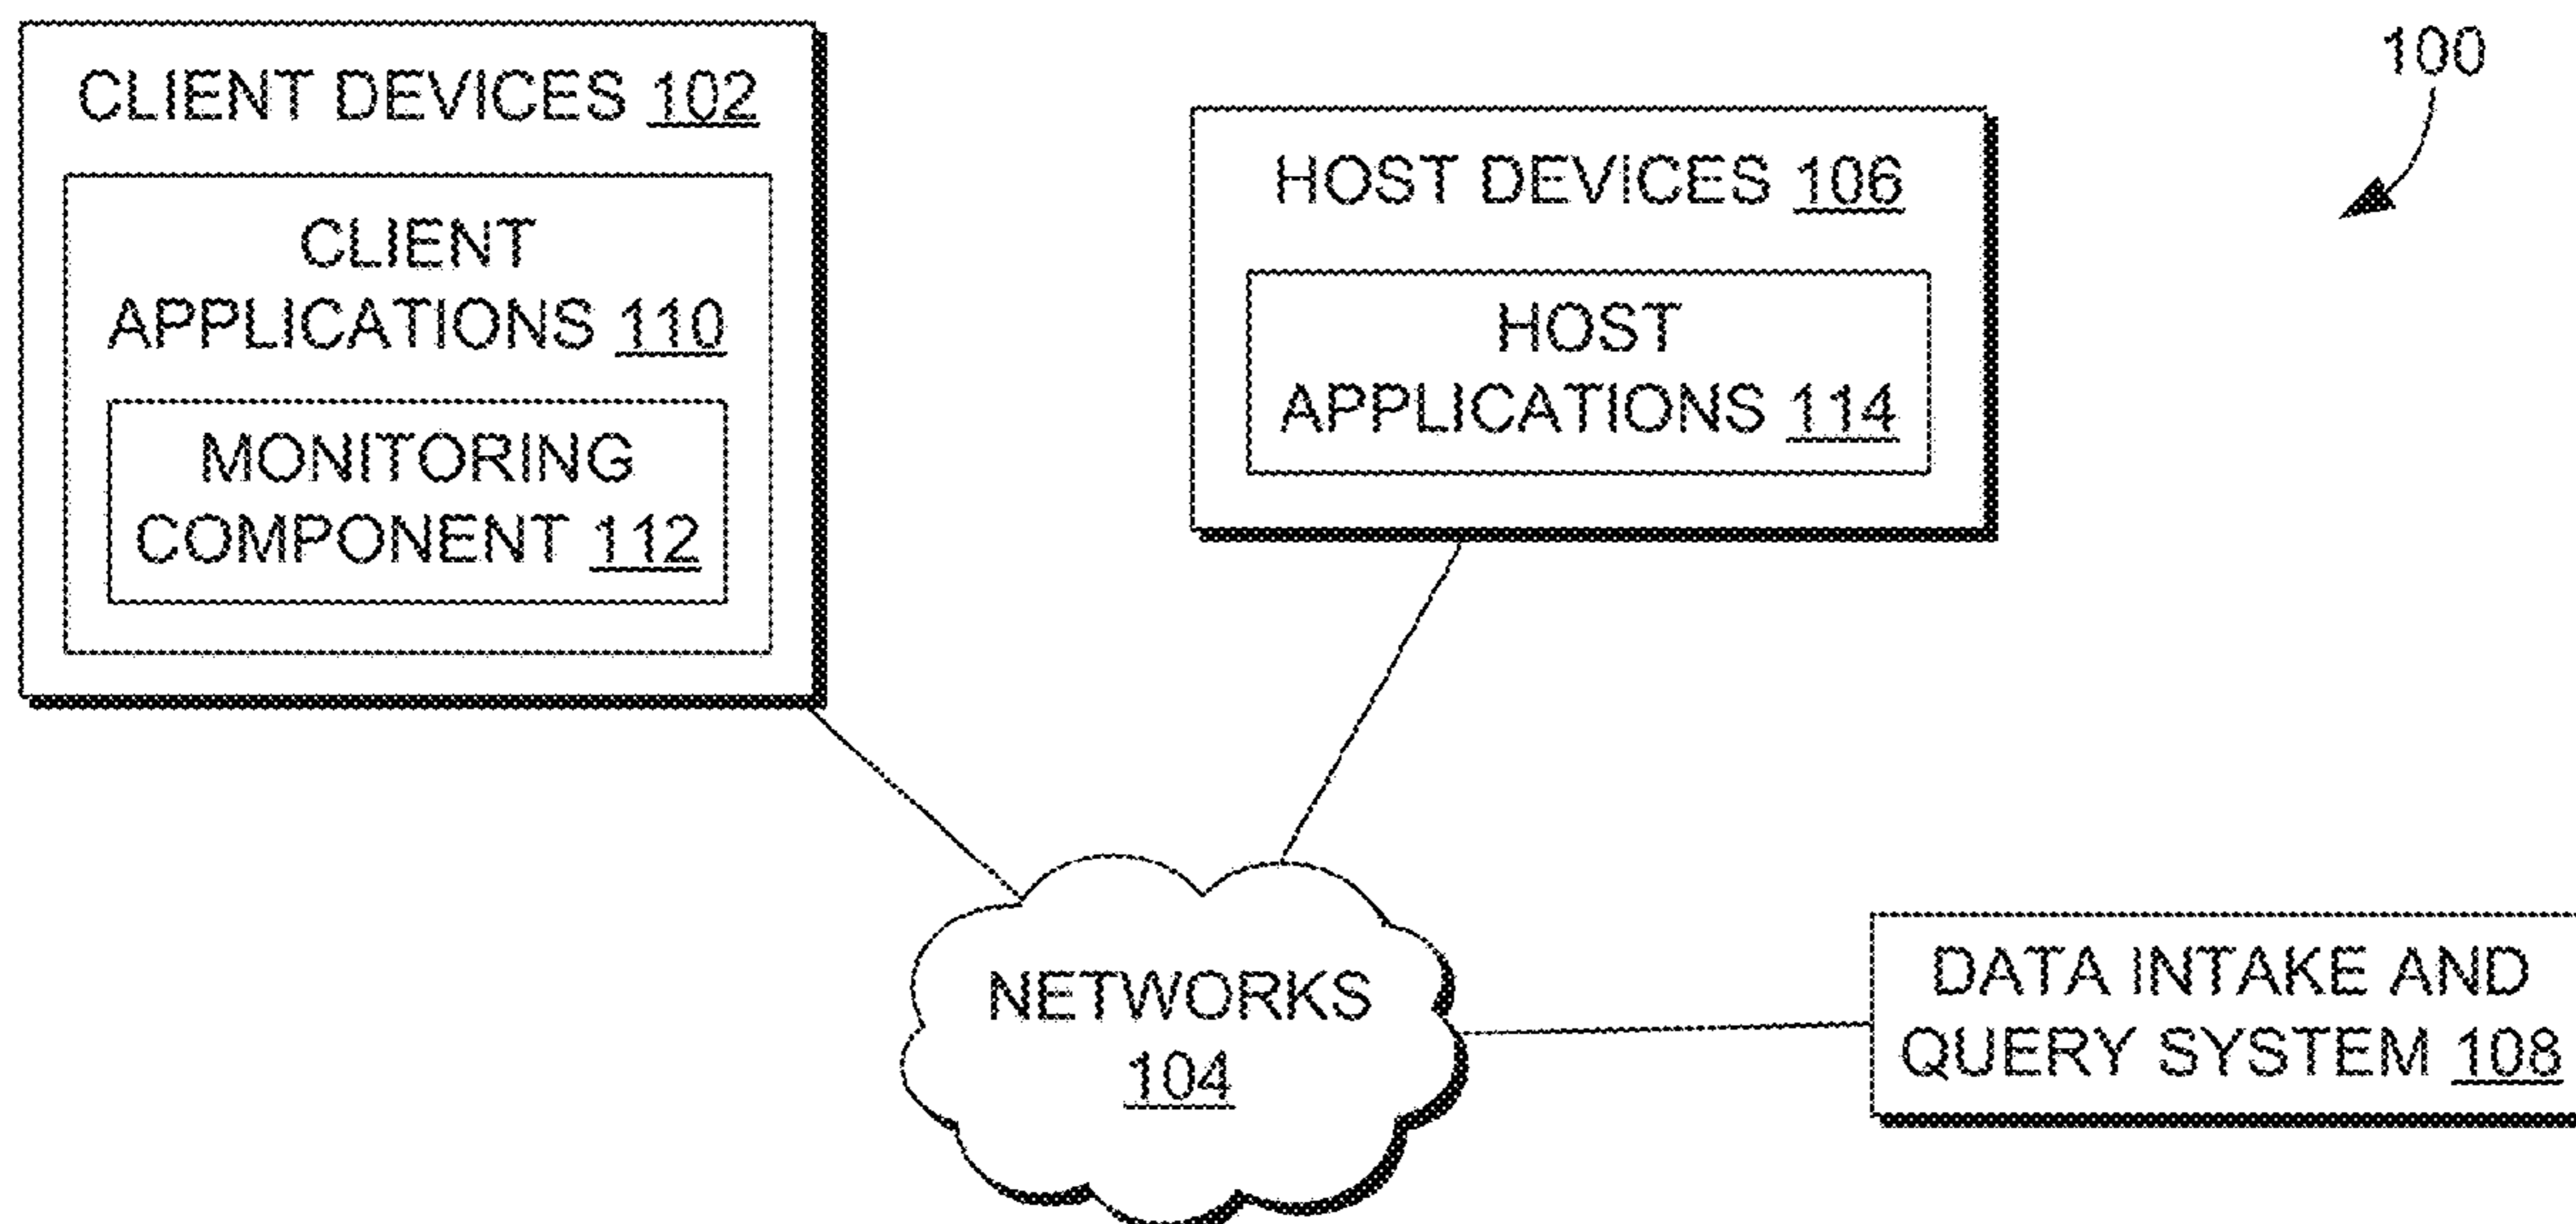 CLIENT DEVICES 102
CLIENT
APPLICATIONS 110
MONITORING
COMPONENT 112
HOST DEVICES 106
HOST
APPLICATIONS 114
100
NETWORKS
104
DATA INTAKE AND
QUERY SYSTEM 108